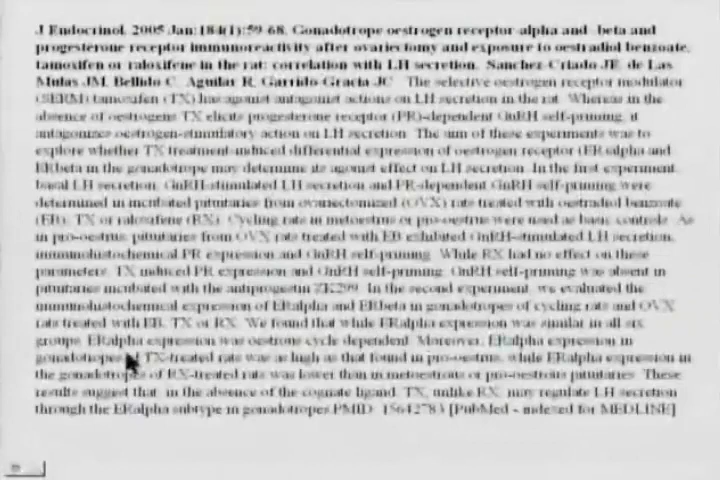 J Endocrinol. 2005 Jan;184(1):59-68. Gonadotrope oestrogen receptor-alpha and -beta and
progesterone receptor immunoreactivity after ovariectomy and exposure to oestradiol benzoate,
tamoxifen or raloxifene in the rat: correlation with LH secretion. Sanchez-Criado JE, de Las
Mulas JM, Bellido C, Aguilar R, Garrido-Gracia JC. The selective oestrogen receptor modulator
(SERM) tamoxifen (TX) has agonist/antagonist actions on LH secretion in the rat. Whereas in the
absence of oestrogens TX elicits progesterone receptor (PR)-dependent GnRH self-priming, it
antagonizes oestrogen-stimulatory action on LH secretion. The aim of these experiments was to
explore whether TX treatment-induced differential expression of oestrogen receptor (ER)alpha and
ERbeta in the gonadotrope may determine its agonist effect on LH secretion. In the first experiment,
basal LH secretion, GnRH-stimulated LH secretion and PR-dependent GnRH self-priming were
determined in incubated pituitaries from ovariectomized (OVX) rats treated with oestradiol benzoate
(EB), TX or raloxifene (RX). Cycling rats in metoestrus or pro-oestrus were used as basic controls. As
in pro-oestrus, pituitaries from OVX rats treated with EB exhibited GnRH-stimulated LH secretion,
immunohistochemical PR expression and GnRH self-priming. While RX had no effect on these
parameters, TX induced PR expression and GnRH self-priming. GnRH self-priming was absent in
pituitaries incubated with the antiprogestin ZK299. In the second experiment, we evaluated the
immunohistochemical expression of ERalpha and ERbeta in gonadotropes of cycling rats and OVX
rats treated with EB, TX or RX. We found that while ERalpha expression was similar in all six
groups, ERalpha expression was oestrous cycle dependent. Moreover, ERalpha expression in
gonadotropes TX-treated rats was as high as that found in pro-oestrus, while ERalpha expression in
the gonadotropes of RX-treated rats was lower than in metoestrous or pro-oestrous pituitaries. These
results suggest that, in the absence of the cognate ligand, TX, unlike RX, may regulate LH secretion
through the ERalpha subtype in gonadotropes.PMID: 15642783 [PubMed - indexed for MEDLINE]